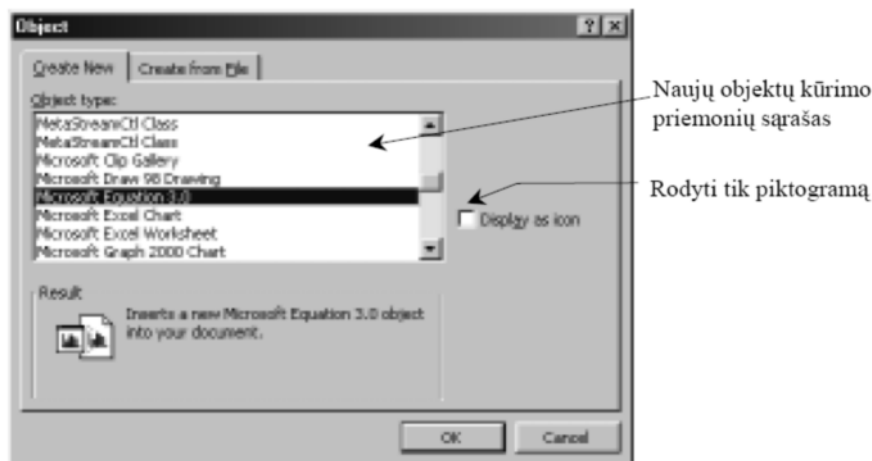 Object
Create New
Create from File
Object type:
MetaStreamCtl Class
MetaStreamCtl Class
Microsoft Clip Gallery
Microsoft Draw 98 Drawing
Microsoft Equation 3.0
Microsoft Excel Chart
Microsoft Excel Worksheet
Microsoft Graph 2000 Chart
Display as icon
Result
Inserts a new Microsoft Equation 3.0 object
into your document.
OK
Cancel
Naujų objektų kūrimo
priemonių sąrašas
Rodyti tik piktogramą